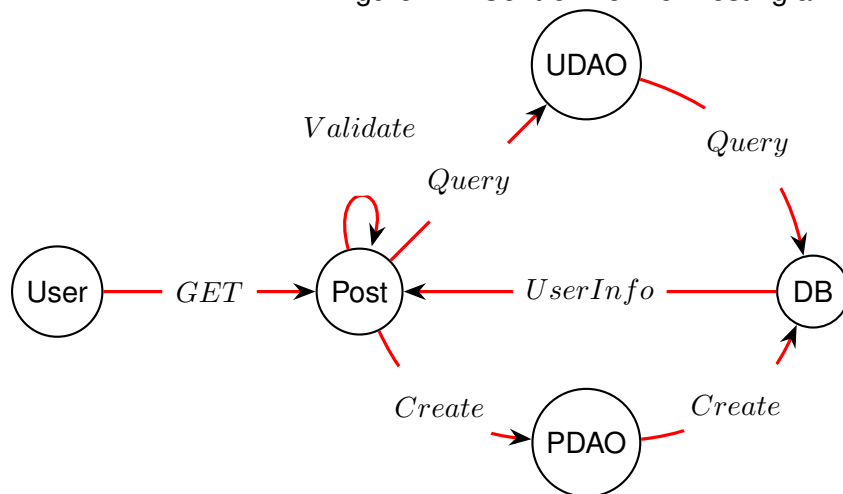 UDAO
Validate
Query
Query
User
GET
Post
UserInfo
DB
Create
Create
PDAO